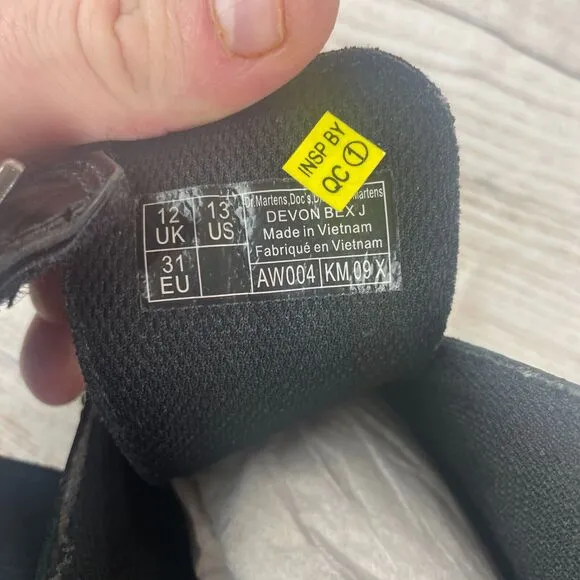 INSP BY
QC 1
12 UK
13 US
31 EU
Dr.Martens,Doc's,D Martens
DEVON BEX J
Made in Vietnam
Fabriqué en Vietnam
AW004 KM 09 X